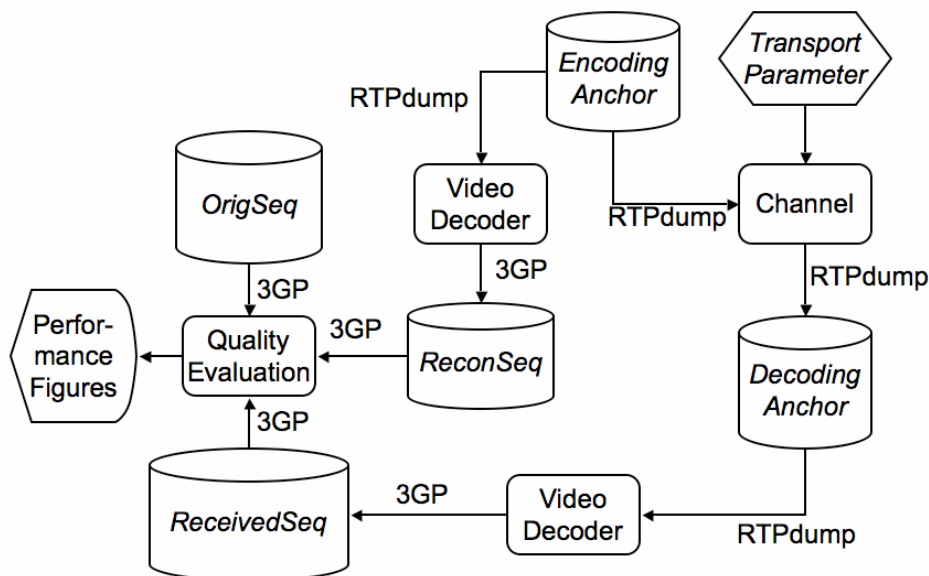 Encoding
Anchor
Transport
Parameter
RTPdump
OrigSeq
Video
Decoder
RTPdump
Channel
3GP
RTPdump
3GP
Perfor-
mance
Figures
Quality
Evaluation
3GP
ReconSeq
Decoding
Anchor
3GP
ReceivedSeq
3GP
Video
Decoder
RTPdump